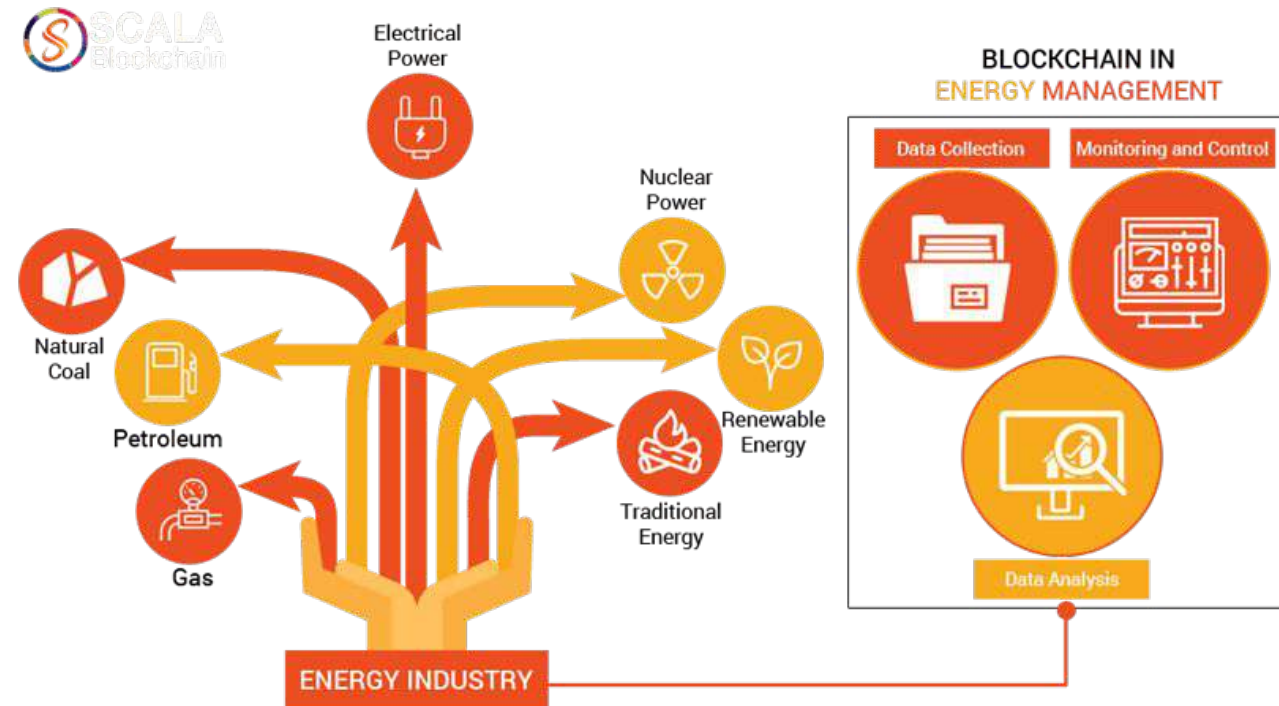 SCALA
Blockchain
Electrical
Power
Nuclear
Power
Natural
Coal
Petroleum
Renewable
Energy
Gas
Traditional
Energy
ENERGY INDUSTRY
BLOCKCHAIN IN
ENERGY MANAGEMENT
Data Collection
Monitoring and Control
Data Analysis